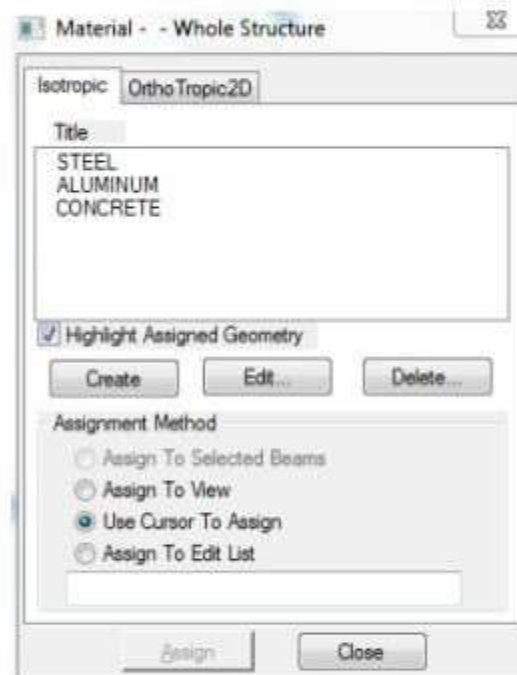 Material - - Whole Structure
Isotropic OrthoTropic2D
Title
STEEL
ALUMINUM
CONCRETE
Highlight Assigned Geometry
Create Edit... Delete...
Assignment Method
Assign To Selected Beams
Assign To View
Use Cursor To Assign
Assign To Edit List
Assign Close